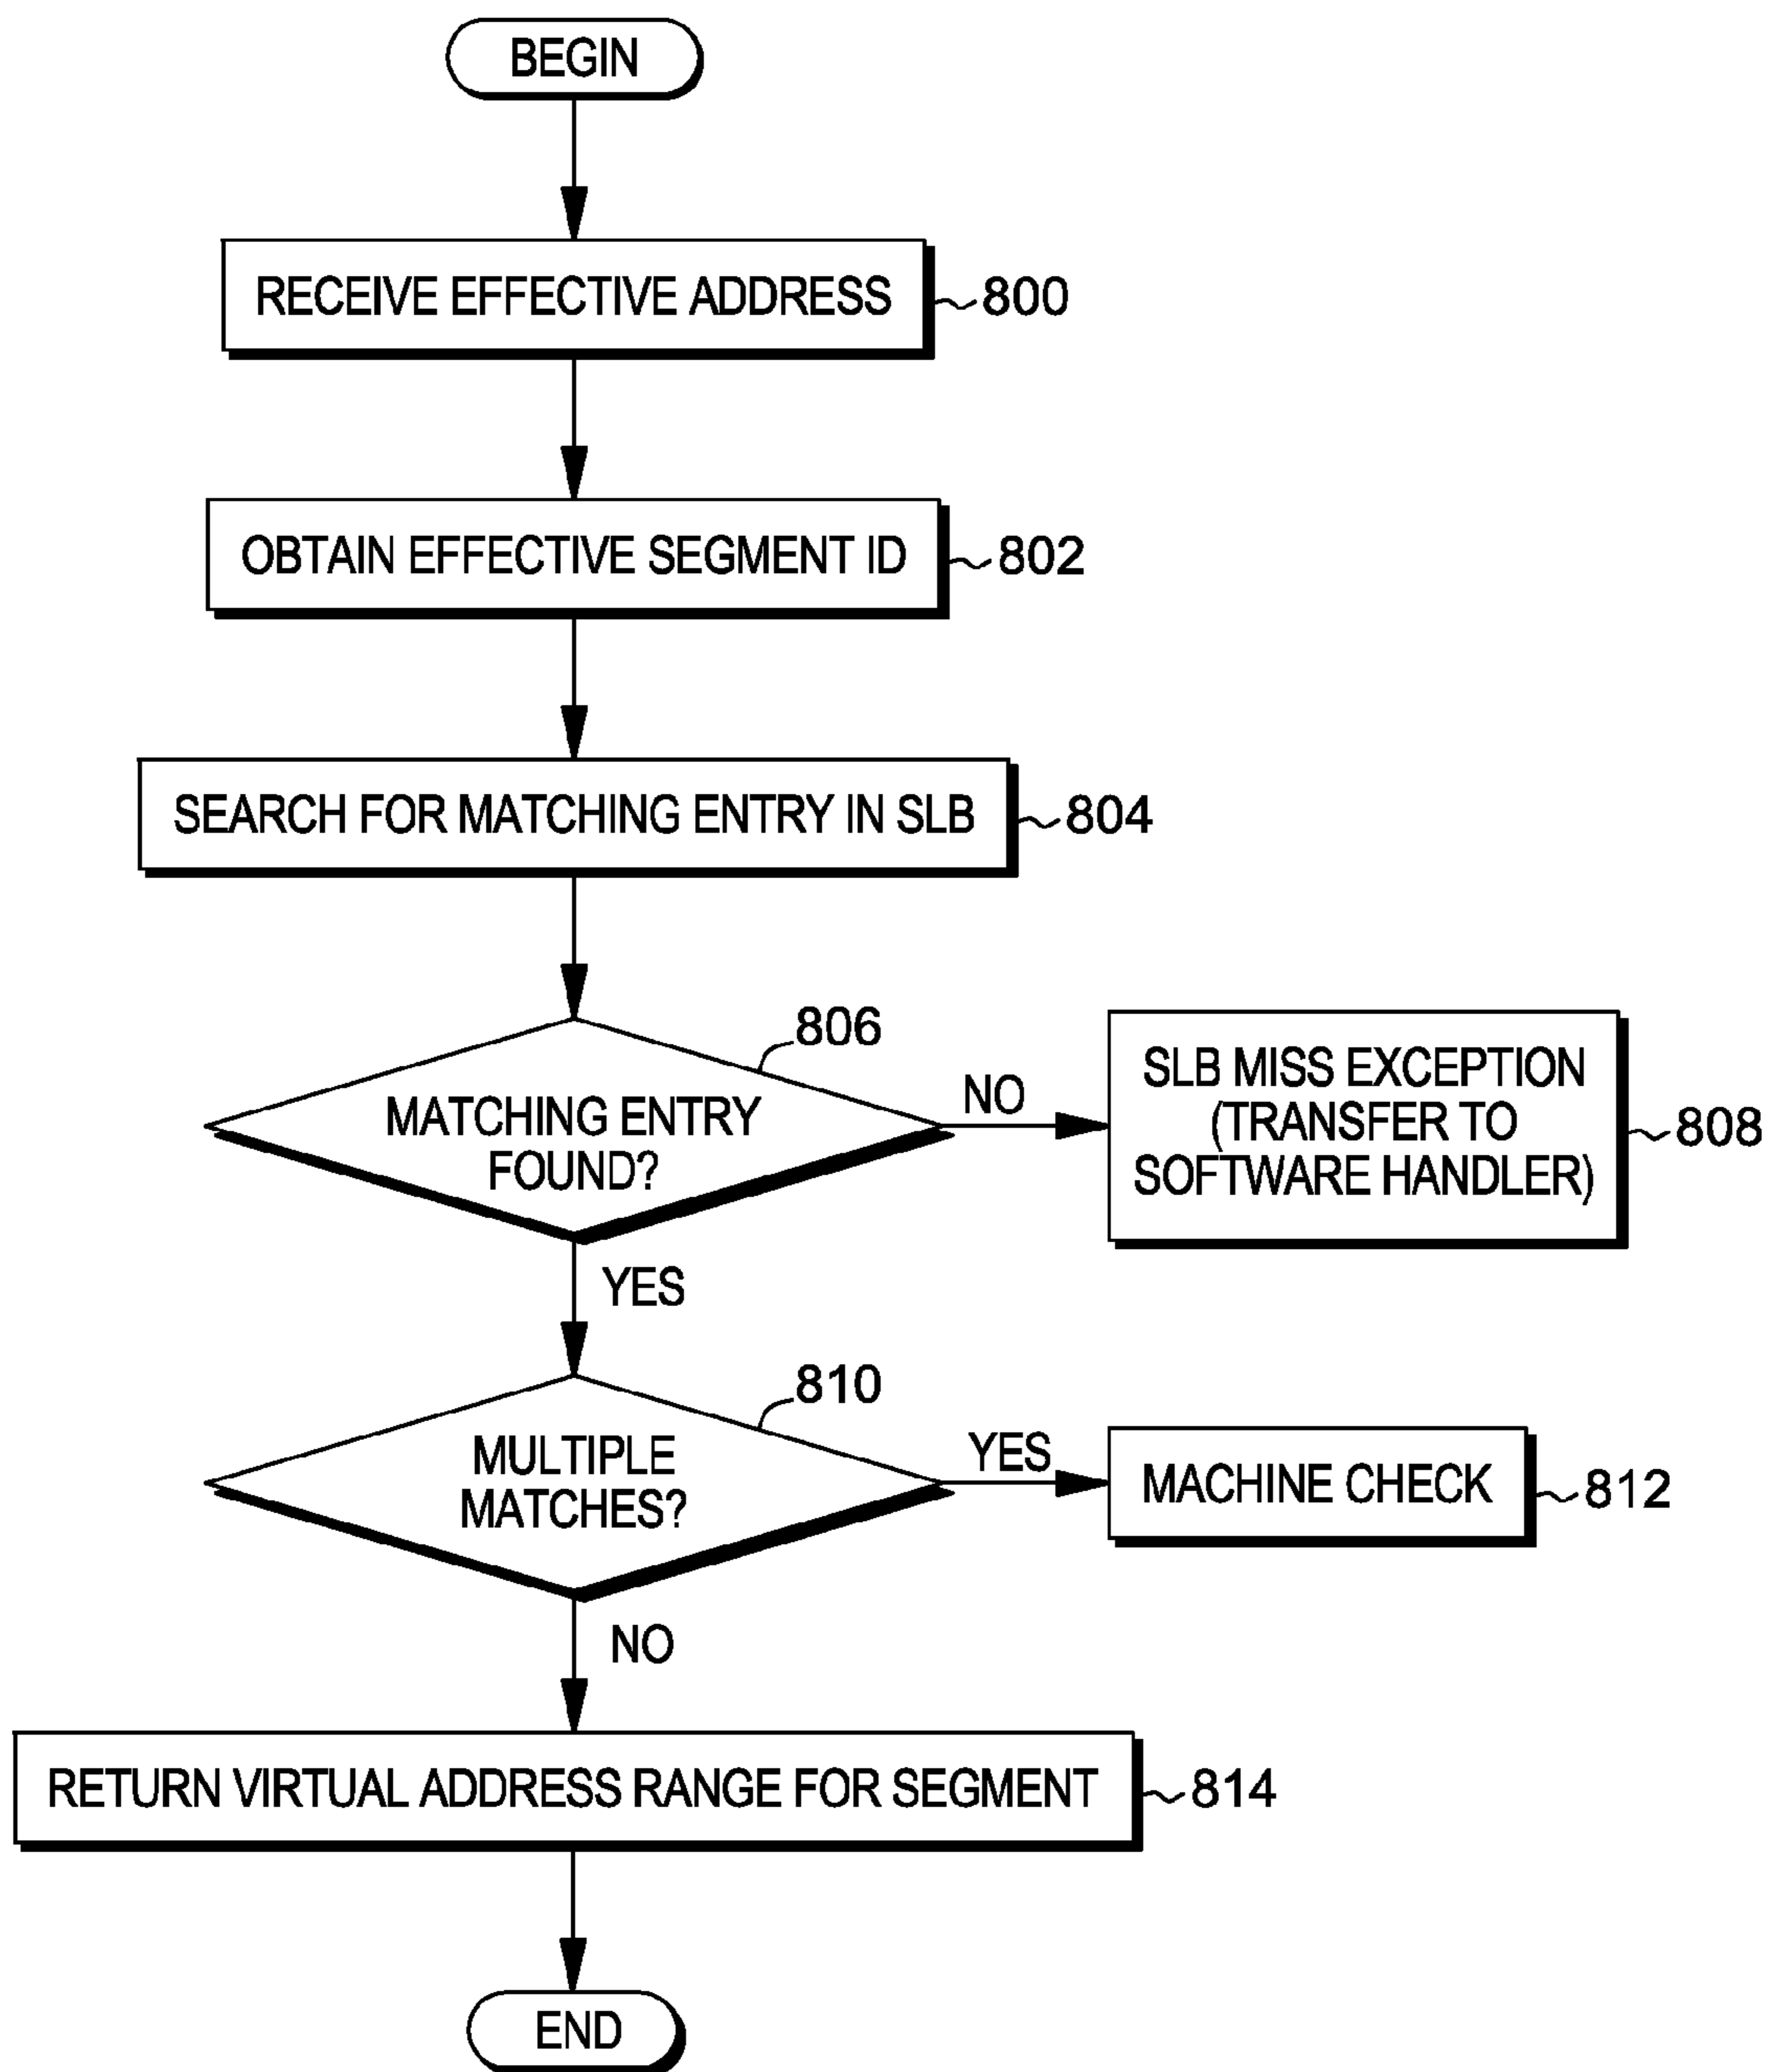 BEGIN
RECEIVE EFFECTIVE ADDRESS
800
OBTAIN EFFECTIVE SEGMENT ID
802
SEARCH FOR MATCHING ENTRY IN SLB
804
806
MATCHING ENTRY
FOUND?
NO
SLB MISS EXCEPTION
(TRANSFER TO
SOFTWARE HANDLER)
808
YES
810
MULTIPLE
MATCHES?
YES
MACHINE CHECK
812
NO
RETURN VIRTUAL ADDRESS RANGE FOR SEGMENT
814
END